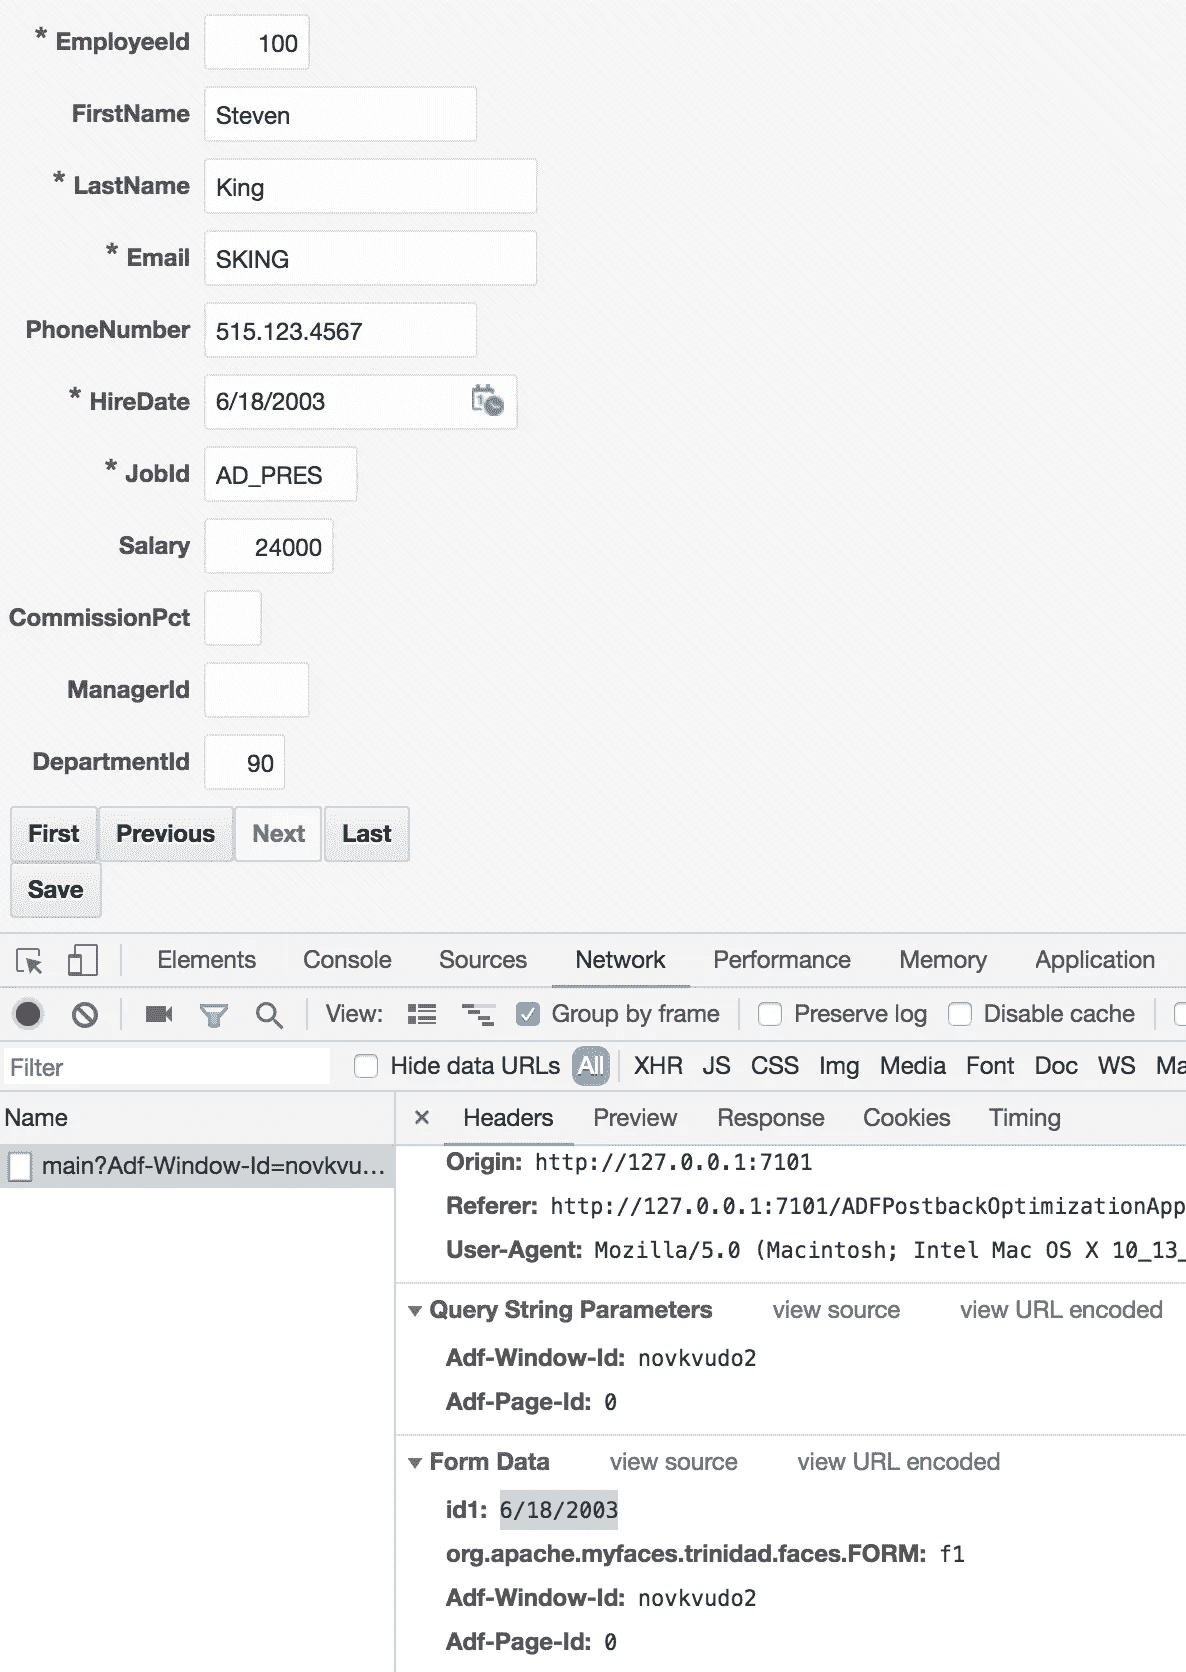 * EmployeeId 100
FirstName Steven
* LastName King
* Email SKING
PhoneNumber 515.123.4567
* HireDate 6/18/2003
* JobId AD_PRES
Salary 24000
CommissionPct
ManagerId
DepartmentId 90
First Previous Next Last
Save
Elements Console Sources Network Performance Memory Application
View: Group by frame Preserve log Disable cache
Filter Hide data URLs All XHR JS CSS Img Media Font Doc WS Ma
Name × Headers Preview Response Cookies Timing
main?Adf-Window-Id=novkvu...
Origin: http://127.0.0.1:7101
Referer: http://127.0.0.1:7101/ADFPostbackOptimizationApp
User-Agent: Mozilla/5.0 (Macintosh; Intel Mac OS X 10_13_
Query String Parameters view source view URL encoded
Adf-Window-Id: novkvudo2
Adf-Page-Id: 0
Form Data view source view URL encoded
id1: 6/18/2003
org.apache.myfaces.trinidad.faces.FORM: f1
Adf-Window-Id: novkvudo2
Adf-Page-Id: 0